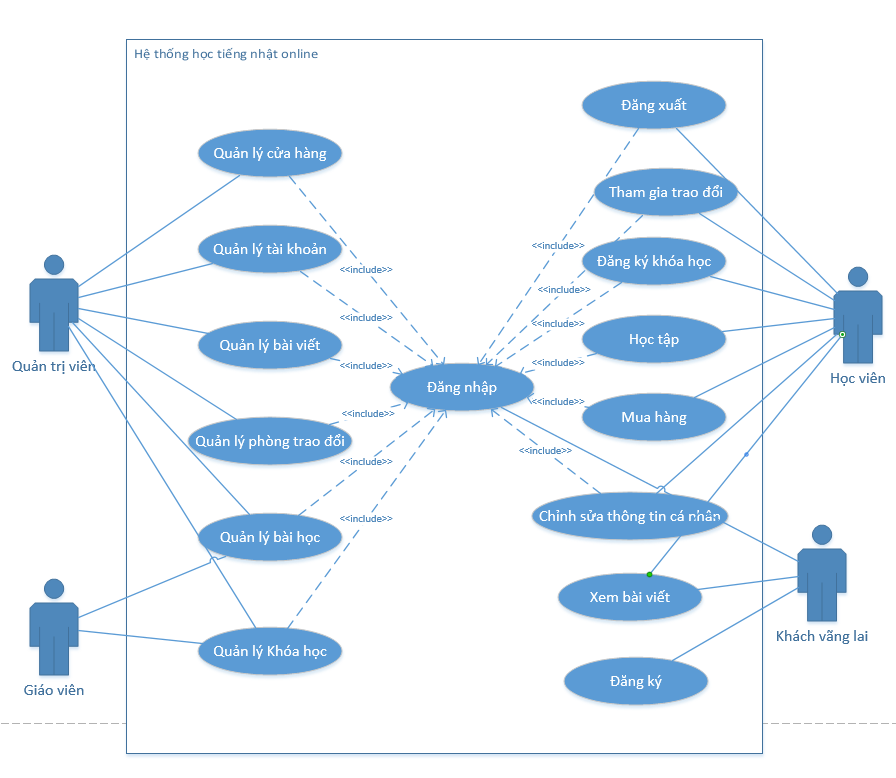 Hệ thống học tiếng nhật online
Đăng xuất
Quản lý cửa hàng
Tham gia trao đổi
<<include>>
Quản lý tài khoản
Đăng ký khóa học
<<include>>
<<include>>
<<include>>
<<include>>
Quản lý bài viết
Học tập
<<include>>
<<include>>
Quản trị viên
Học viên
Đăng nhập
<<include>>
<<include>>
Mua hàng
Quản lý phòng trao đổi
<<include>>
<<include>>
<<include>>
Chỉnh sửa thông tin cá nhân
Quản lý bài học
Xem bài viết
Khách vãng lai
Quản lý Khóa học
Đăng ký
Giáo viên